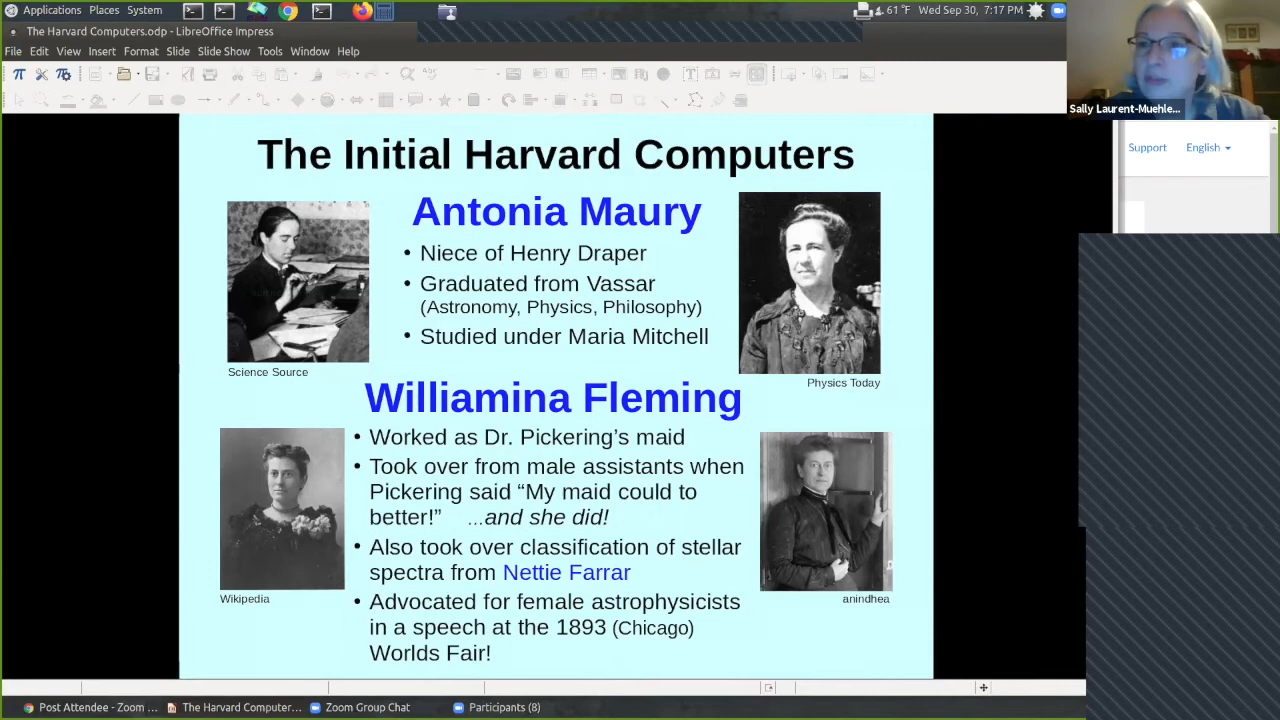 Applications Places System
61 °F Wed Sep 30, 7:17 PM
The Harvard Computers.odp - LibreOffice Impress
File Edit View Insert Format Slide Slide Show Tools Window Help
Sally Laurent-Muehle...
Support English
The Initial Harvard Computers
Antonia Maury
• Niece of Henry Draper
• Graduated from Vassar
(Astronomy, Physics, Philosophy)
• Studied under Maria Mitchell
Science Source
Physics Today
Williamina Fleming
• Worked as Dr. Pickering’s maid
• Took over from male assistants when
Pickering said “My maid could to
better!” ...and she did!
• Also took over classification of stellar
spectra from Nettie Farrar
• Advocated for female astrophysicists
in a speech at the 1893 (Chicago)
Worlds Fair!
Wikipedia
anindhea
Post Attendee - Zoom ... The Harvard Computer... Zoom Group Chat Participants (8)